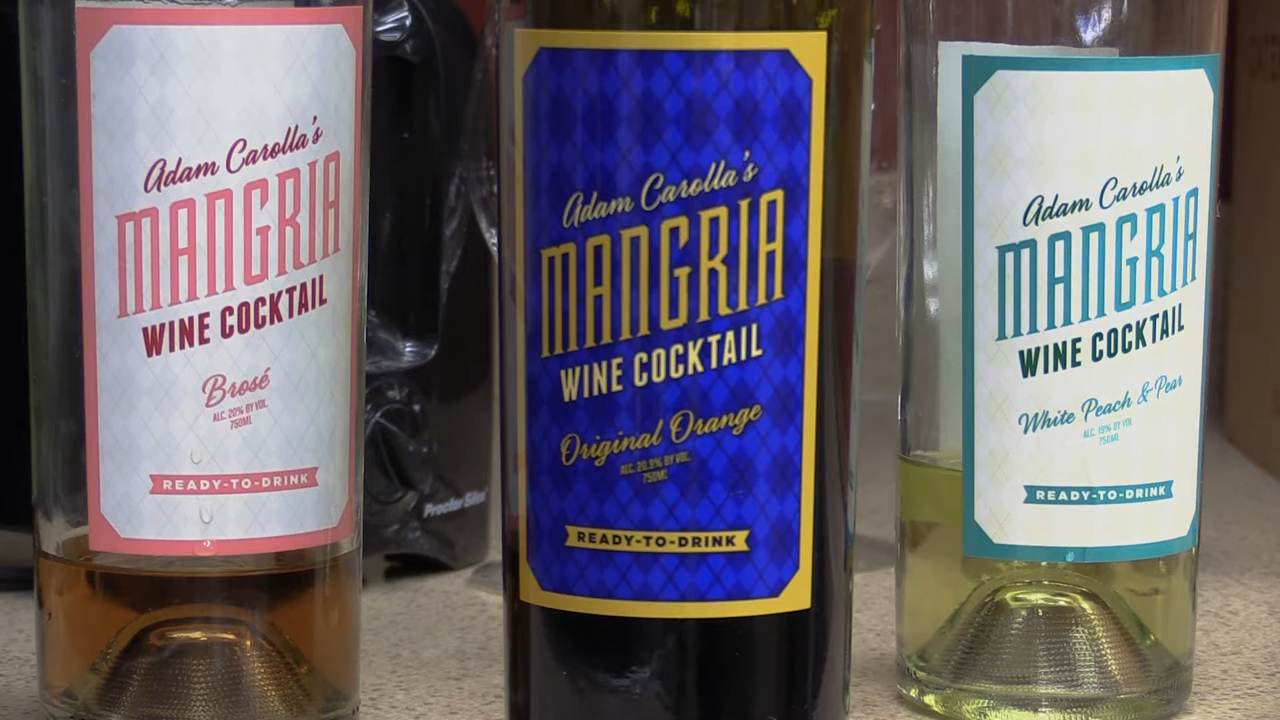 Adam Carolla's
MANGRIA
WINE COCKTAIL
Brosé
ALC. 20% BY VOL.
750ML
READY-TO-DRINK
Proctor Silex
Adam Carolla's
MANGRIA
WINE COCKTAIL
Original Orange
ALC. 20.9% BY VOL.
750ML
READY-TO-DRINK
Adam Carolla's
MANGRIA
WINE COCKTAIL
White Peach & Pear
ALC. 19% BY VOL.
750ML
READY-TO-DRINK